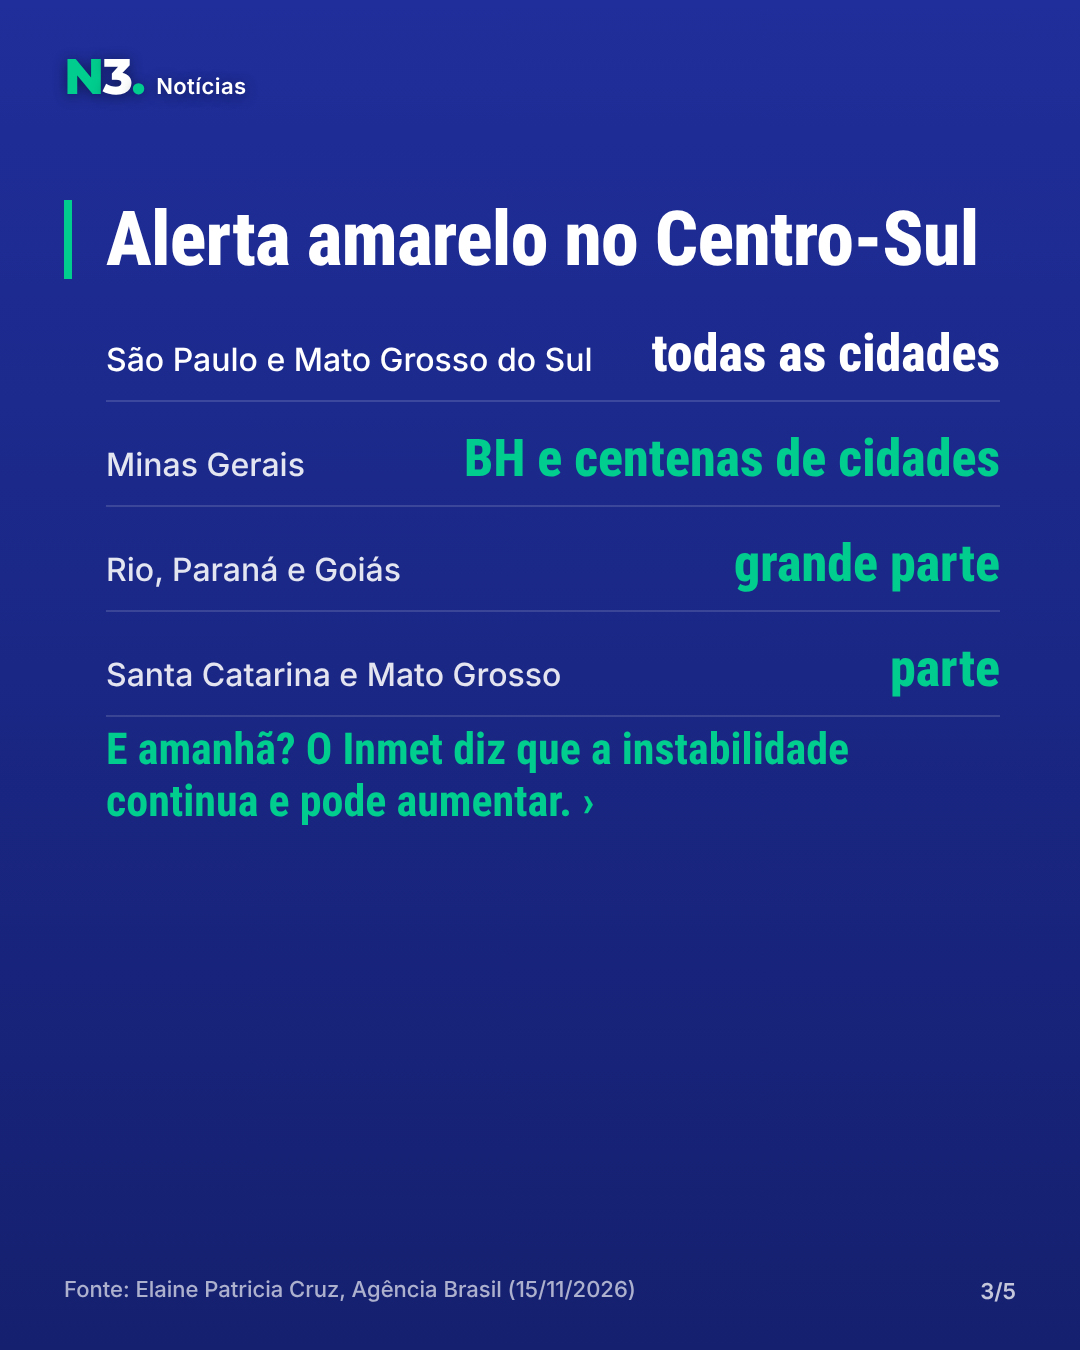 N3. Notícias
Alerta amarelo no Centro-Sul
São Paulo e Mato Grosso do Sul todas as cidades
Minas Gerais BH e centenas de cidades
Rio, Paraná e Goiás grande parte
Santa Catarina e Mato Grosso parte
E amanhã? O Inmet diz que a instabilidade
continua e pode aumentar. ›
Fonte: Elaine Patricia Cruz, Agência Brasil (15/11/2026) 3/5